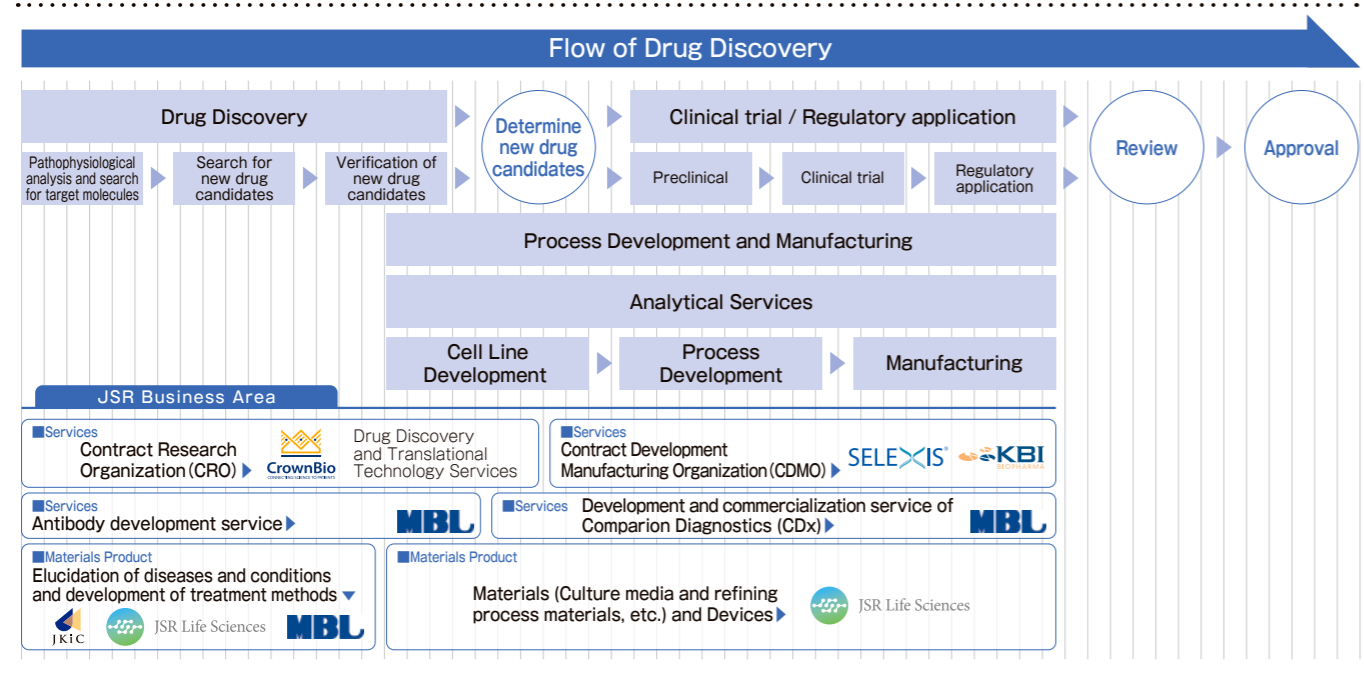 Flow of Drug Discovery
Drug Discovery
Determine
new drug
candidates
Clinical trial / Regulatory application
Review
Approval
Pathophysiological
analysis and search
for target molecules
Search for
new drug
candidates
Verification of
new drug
candidates
Preclinical
Clinical trial
Regulatory
application
Process Development and Manufacturing
Analytical Services
Cell Line
Development
Process
Development
Manufacturing
JSR Business Area
■Services
Contract Research
Organization (CRO)
CrownBio
CONNECTING SCIENCE TO PATIENTS
Drug Discovery
and Translational
Technology Services
■Services
Contract Development
Manufacturing Organization (CDMO)
SELEXIS®
KBI
BIOPHARMA
■Services
Antibody development service
MBL
■Services
Development and commercialization service of
Comparion Diagnostics (CDx)
MBL
■Materials Product
Elucidation of diseases and conditions
and development of treatment methods
JKiC
JSR Life Sciences
MBL
■Materials Product
Materials (Culture media and refining
process materials, etc.) and Devices
JSR Life Sciences